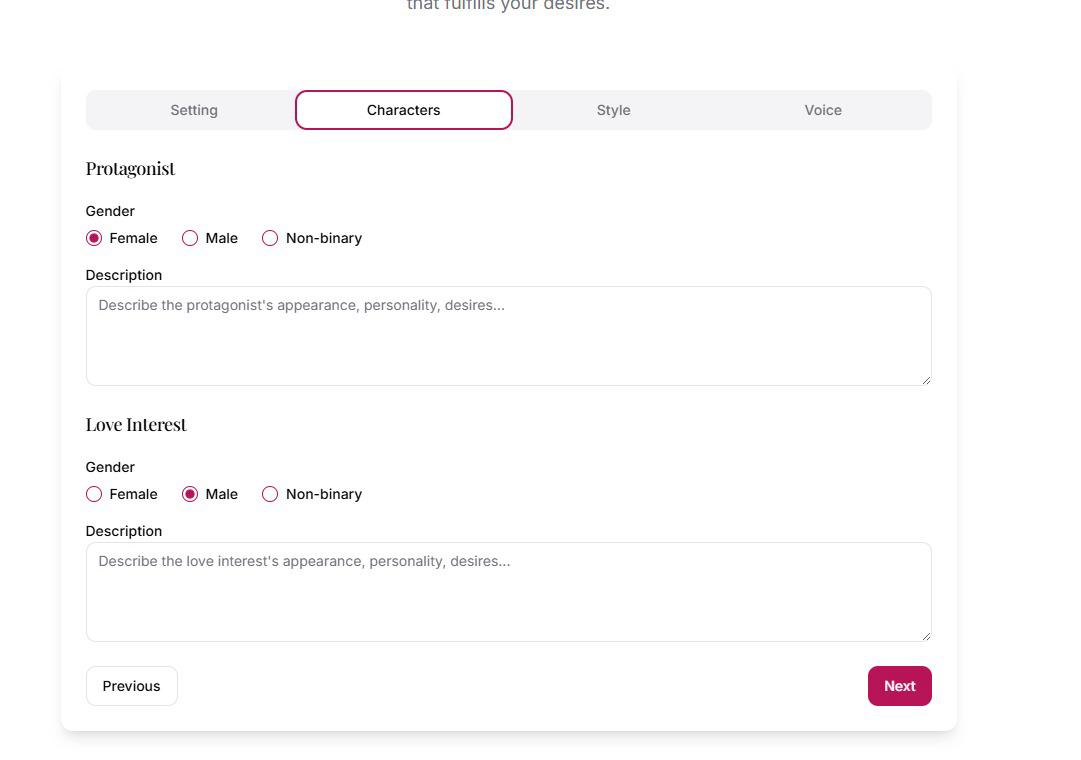 that fulfills your desires.
Setting
Characters
Style
Voice
Protagonist
Gender
Female
Male
Non-binary
Description
Describe the protagonist's appearance, personality, desires...
Love Interest
Gender
Female
Male
Non-binary
Description
Describe the love interest's appearance, personality, desires...
Previous
Next